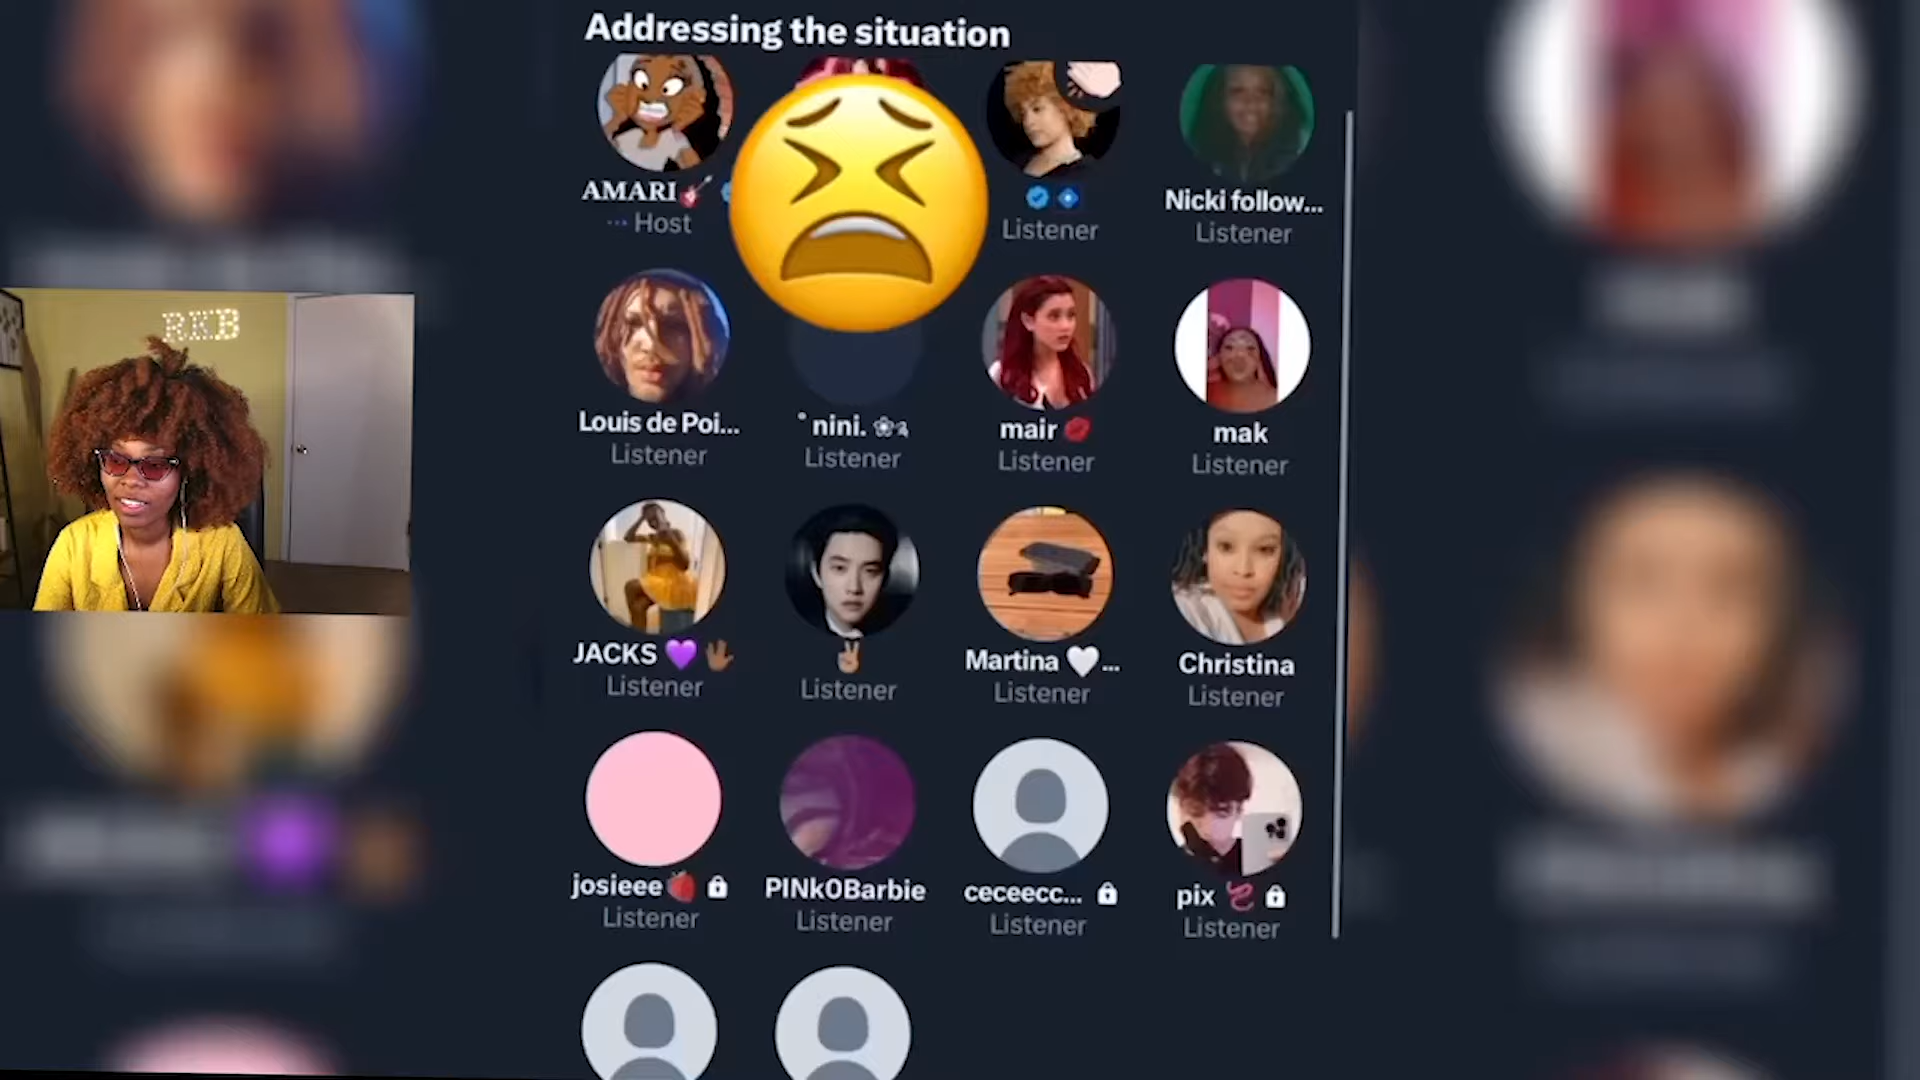 Addressing the situation
AMARI🎸
··· Host
Listener
Nicki follow...
Listener
RKB
Louis de Poi...
Listener
˚ nini. ❀༉
Listener
mair 💋
Listener
mak
Listener
JACKS 💜 🖖🏾
Listener
✌🏽
Listener
Martina 🤍...
Listener
Christina
Listener
josieee🍓 🔒
Listener
PINk0Barbie
Listener
ceceecc... 🔒
Listener
pix 🪱 🔒
Listener